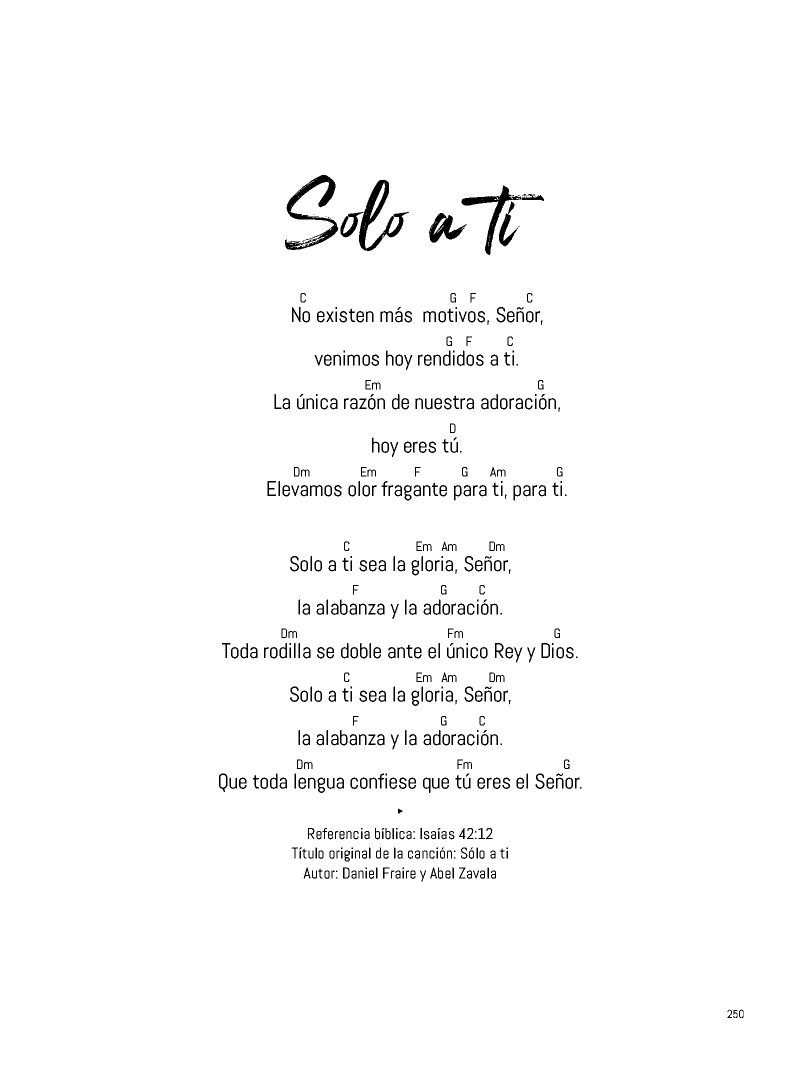 Solo a ti
C G F C
No existen más motivos, Señor,
G F C
venimos hoy rendidos a ti.
Em G
La única razón de nuestra adoración,
D
hoy eres tú.
Dm Em F G Am G
Elevamos olor fragante para ti, para ti.
C Em Am Dm
Solo a ti sea la gloria, Señor,
F G C
la alabanza y la adoración.
Dm Fm G
Toda rodilla se doble ante el único Rey y Dios.
C Em Am Dm
Solo a ti sea la gloria, Señor,
F G C
la alabanza y la adoración.
Dm Fm G
Que toda lengua confiese que tú eres el Señor.
Referencia bíblica: Isaías 42:12
Título original de la canción: Sólo a ti
Autor: Daniel Fraire y Abel Zavala
250